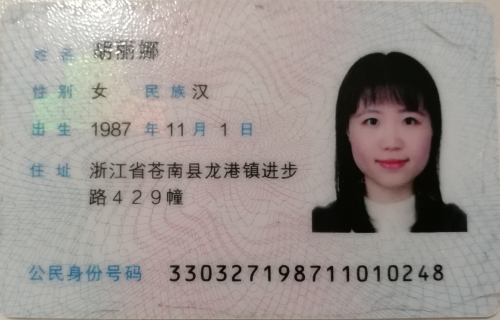 姓名 胡丽娜
性别 女 民族 汉
出生 1987 年 11 月 1 日
住址 浙江省苍南县龙港镇进步
路429幢
公民身份号码 330327198711010248